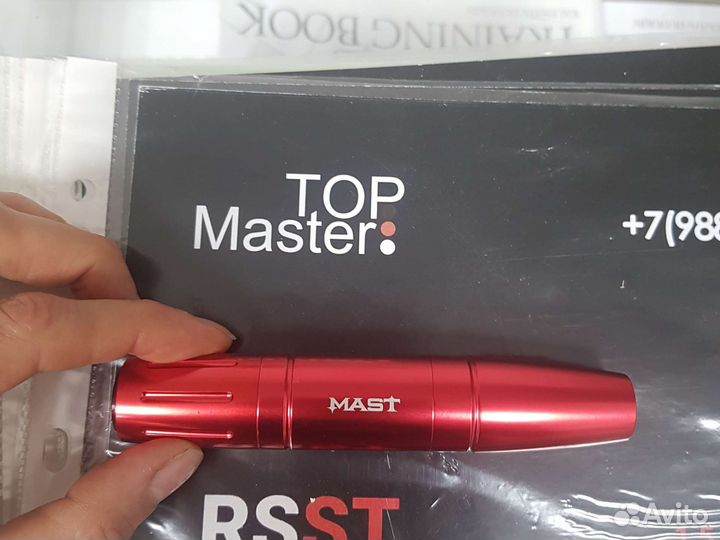 TRAINING BOOK
TOP
Master:
+7(988
MAST
RSST
Avito